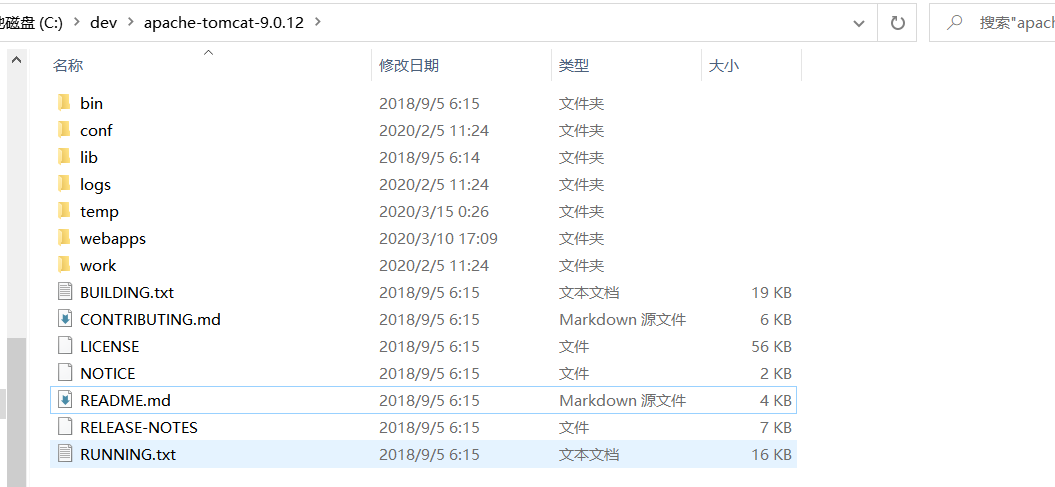 磁盘 (C:) > dev > apache-tomcat-9.0.12 > 搜索"apach
名称 修改日期 类型 大小
bin 2018/9/5 6:15 文件夹
conf 2020/2/5 11:24 文件夹
lib 2018/9/5 6:14 文件夹
logs 2020/2/5 11:24 文件夹
temp 2020/3/15 0:26 文件夹
webapps 2020/3/10 17:09 文件夹
work 2020/2/5 11:24 文件夹
BUILDING.txt 2018/9/5 6:15 文本文档 19 KB
CONTRIBUTING.md 2018/9/5 6:15 Markdown 源文件 6 KB
LICENSE 2018/9/5 6:15 文件 56 KB
NOTICE 2018/9/5 6:15 文件 2 KB
README.md 2018/9/5 6:15 Markdown 源文件 4 KB
RELEASE-NOTES 2018/9/5 6:15 文件 7 KB
RUNNING.txt 2018/9/5 6:15 文本文档 16 KB